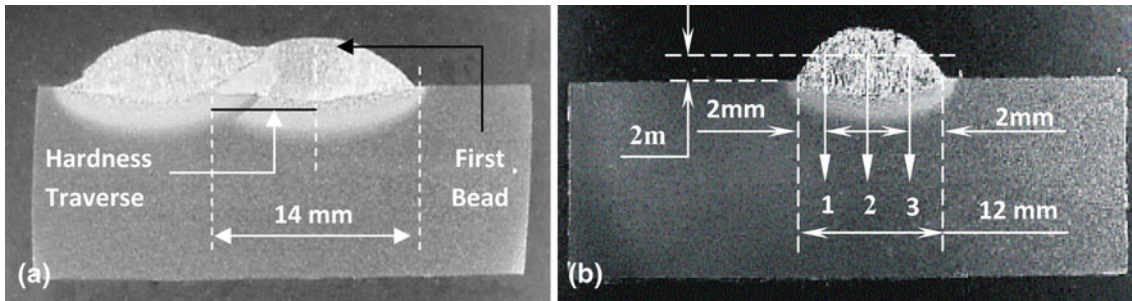 Hardness
Traverse
First
Bead
14 mm
(a)
2mm
2mm
2m
1 2 3
12 mm
(b)